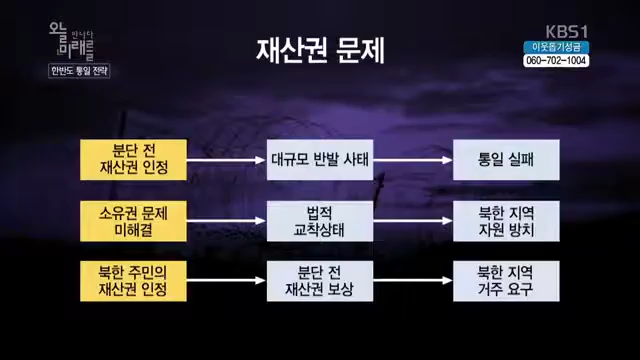 오늘 만나다
미래를
한반도 통일 전략
KBS1
이웃돕기성금
060-702-1004
재산권 문제
분단 전
재산권 인정
대규모 반발 사태
통일 실패
소유권 문제
미해결
법적
교착상태
북한 지역
자원 방치
북한 주민의
재산권 인정
분단 전
재산권 보상
북한 지역
거주 요구